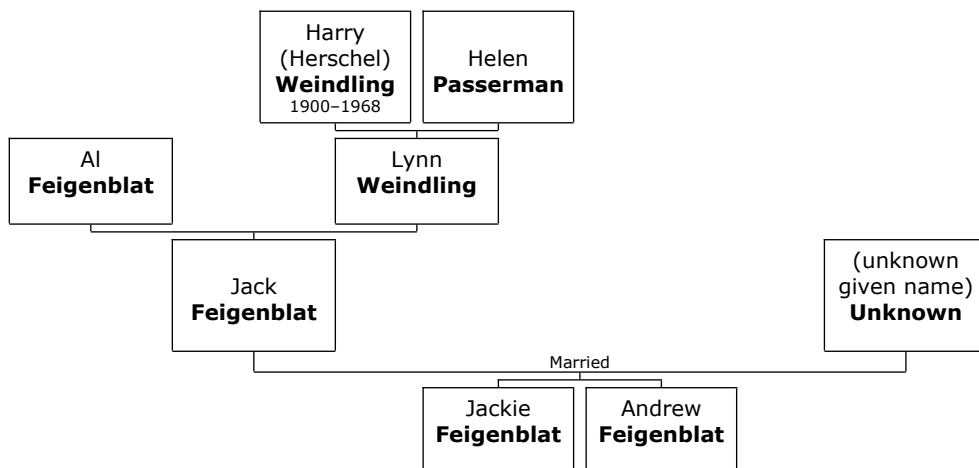 Harry
(Herschel)
Weindling
1900–1968
Helen
Passerman
Al
Feigenblat
Lynn
Weindling
Jack
Feigenblat
(unknown
given name)
Unknown
Married
Jackie
Feigenblat
Andrew
Feigenblat